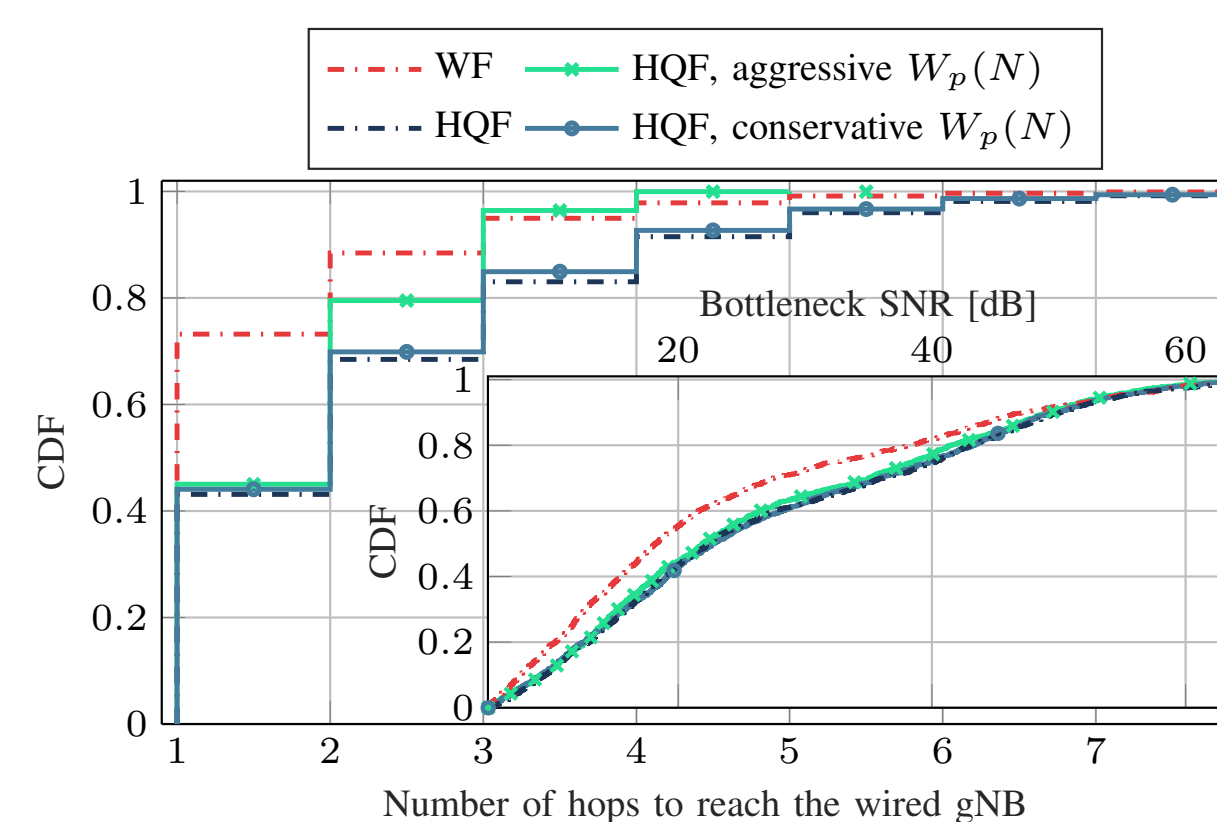 WF HQF, aggressive W_p(N)
HQF HQF, conservative W_p(N)
1
0.8
0.6
0.4
0.2
0
CDF
1 2 3 4 5 6 7
Number of hops to reach the wired gNB
Bottleneck SNR [dB]
20 40 60
1
0.8
0.6
0.4
0.2
0
CDF